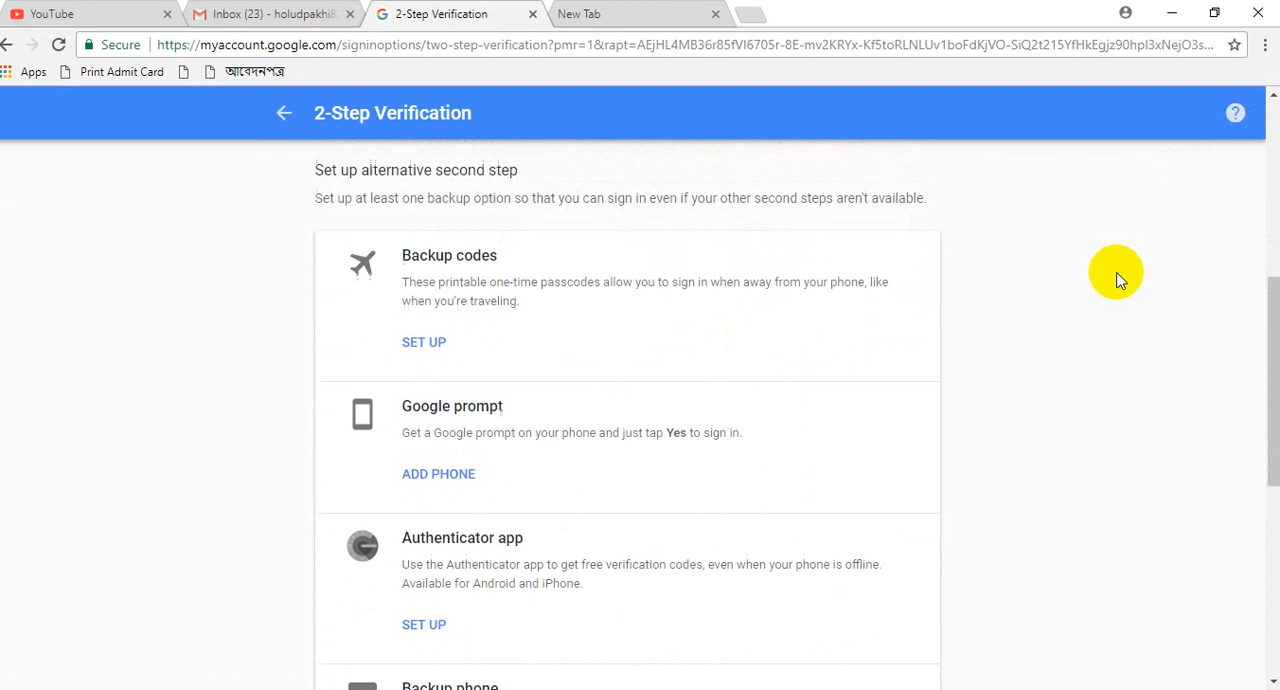 YouTube
Inbox (23) - holudpakhi8
2-Step Verification
New Tab
Secure
https://myaccount.google.com/signinoptions/two-step-verification?pmr=1&rapt=AEjHL4MB36r85fVI6705r-8E-mv2KRYx-Kf5toRLNLUv1boFdKjVO-SiQ2t215YfHkEgjz90hpl3xNejO3s...
Apps
Print Admit Card
আবেদনপত্র
2-Step Verification
Set up alternative second step
Set up at least one backup option so that you can sign in even if your other second steps aren't available.
Backup codes
These printable one-time passcodes allow you to sign in when away from your phone, like
when you're traveling.
SET UP
Google prompt
Get a Google prompt on your phone and just tap Yes to sign in.
ADD PHONE
Authenticator app
Use the Authenticator app to get free verification codes, even when your phone is offline.
Available for Android and iPhone.
SET UP
Backup phone